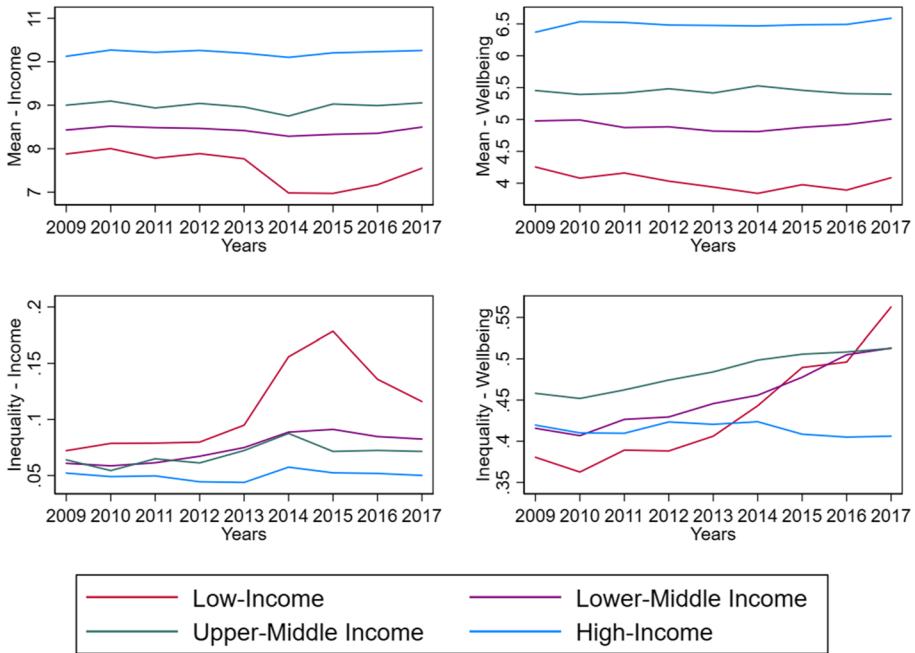 Mean - Income
11
10
9
8
7
2009 2010 2011 2012 2013 2014 2015 2016 2017
Years
Mean - Wellbeing
6.5
6
5.5
5
4.5
4
2009 2010 2011 2012 2013 2014 2015 2016 2017
Years
Inequality - Income
.2
.15
.1
.05
2009 2010 2011 2012 2013 2014 2015 2016 2017
Years
Inequality - Wellbeing
.55
.5
.45
.4
.35
2009 2010 2011 2012 2013 2014 2015 2016 2017
Years
Low-Income
Lower-Middle Income
Upper-Middle Income
High-Income